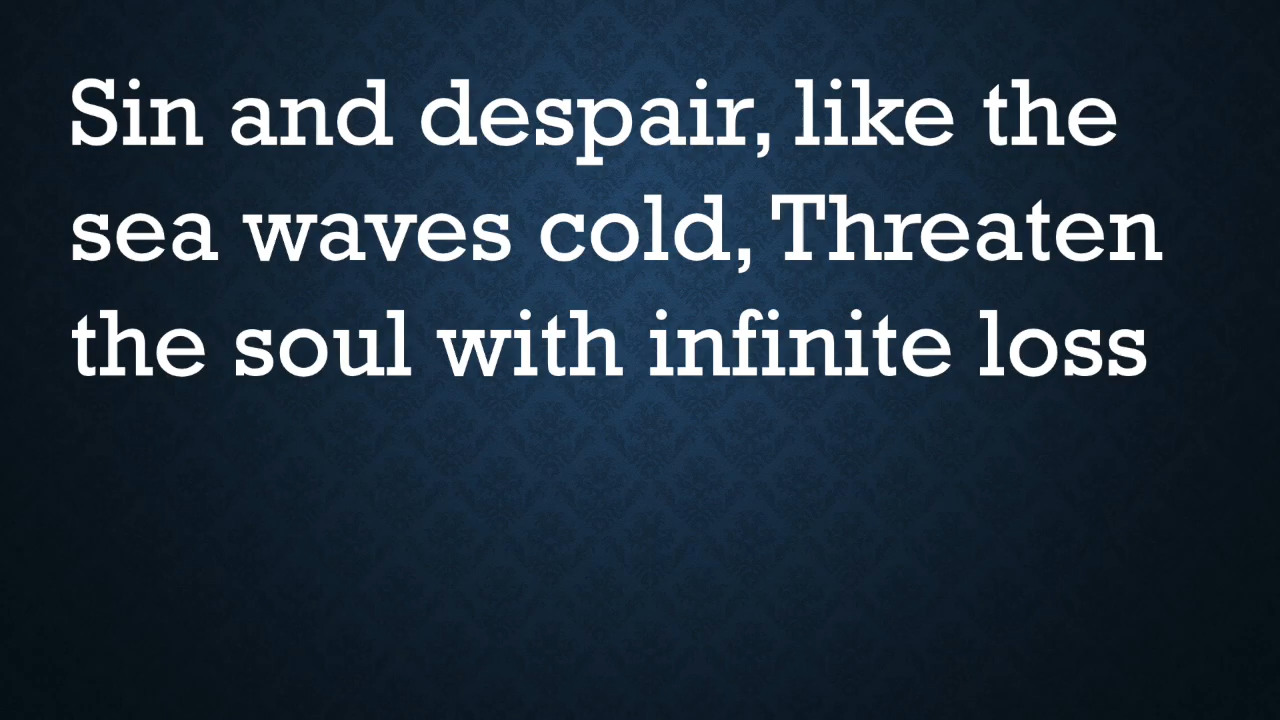 Sin and despair, like the
sea waves cold, Threaten
the soul with infinite loss